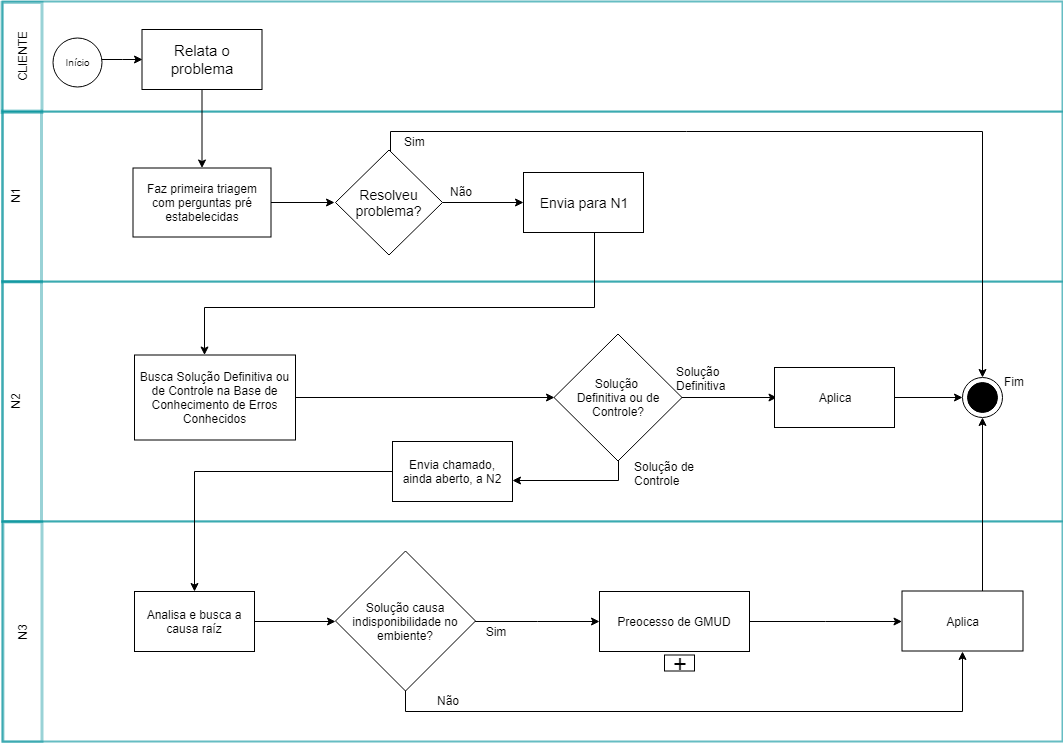 CLIENTE
Início
Relata o
problema
N1
Faz primeira triagem
com perguntas pré
estabelecidas
Resolveu
problema?
Sim
Não
Envia para N1
N2
Busca Solução Definitiva ou
de Controle na Base de
Conhecimento de Erros
Conhecidos
Solução
Definitiva ou de
Controle?
Solução
Definitiva
Aplica
Fim
Solução de
Controle
Envia chamado,
ainda aberto, a N2
N3
Analisa e busca a
causa raíz
Solução causa
indisponibilidade no
embiente?
Sim
Preocesso de GMUD
Aplica
Não